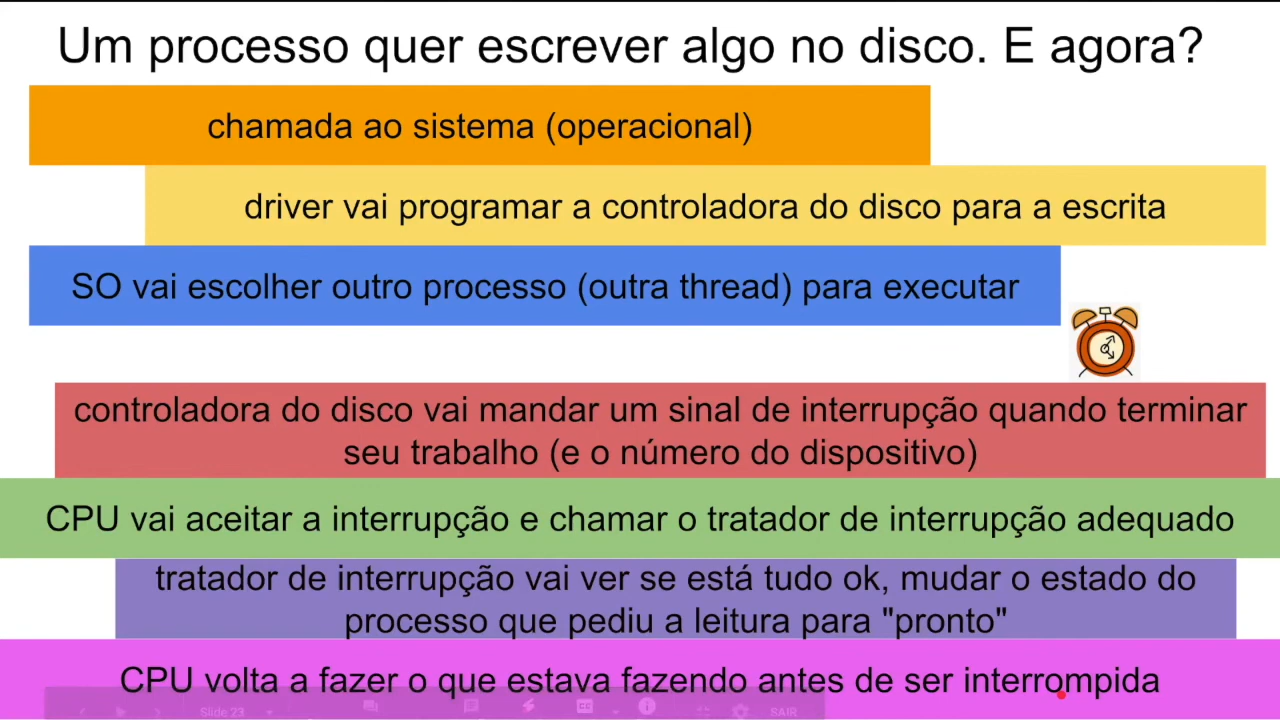 Um processo quer escrever algo no disco. E agora?
chamada ao sistema (operacional)
driver vai programar a controladora do disco para a escrita
SO vai escolher outro processo (outra thread) para executar
controladora do disco vai mandar um sinal de interrupção quando terminar
seu trabalho (e o número do dispositivo)
CPU vai aceitar a interrupção e chamar o tratador de interrupção adequado
tratador de interrupção vai ver se está tudo ok, mudar o estado do
processo que pediu a leitura para "pronto"
CPU volta a fazer o que estava fazendo antes de ser interrompida
Slide 23
CC
SAIR